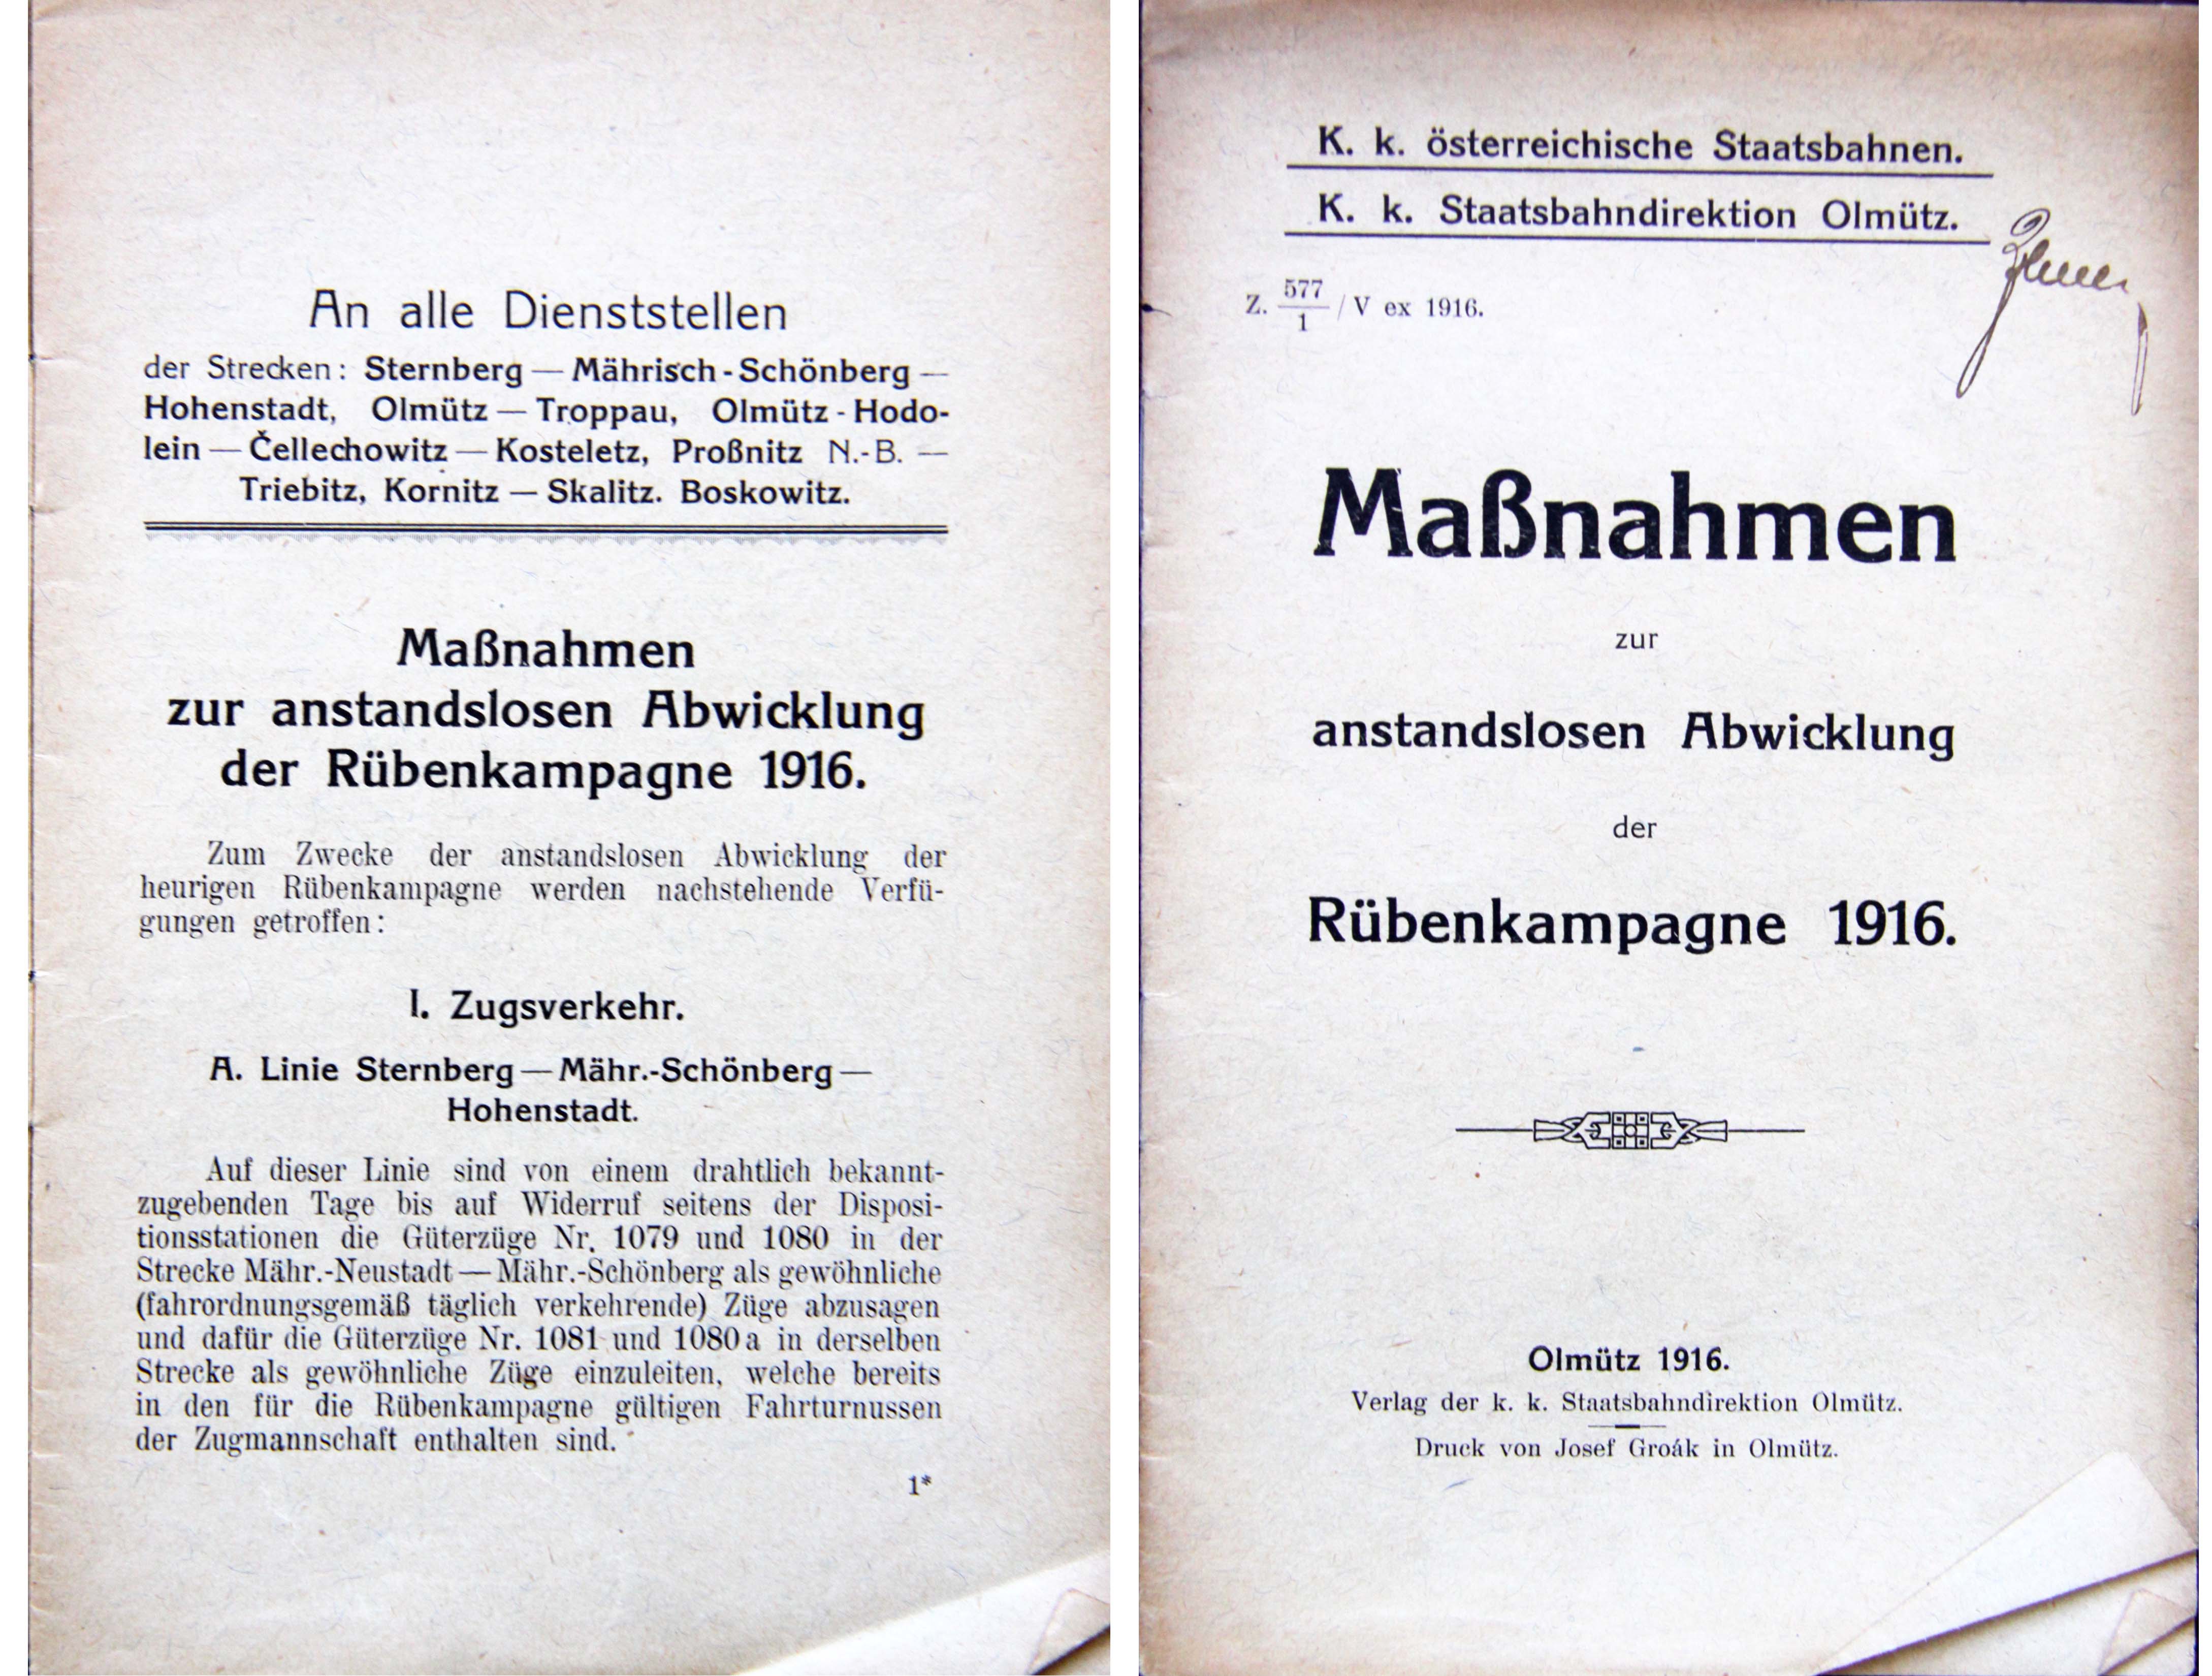 An alle Dienststellen
der Strecken: Sternberg — Mährisch-Schönberg —
Hohenstadt, Olmütz — Troppau, Olmütz-Hodo-
lein — Čellechowitz — Kosteletz, Proßnitz N.-B. —
Triebitz, Kornitz — Skalitz. Boskowitz.
Maßnahmen
zur anstandslosen Abwicklung
der Rübenkampagne 1916.
Zum Zwecke der anstandslosen Abwicklung der
heurigen Rübenkampagne werden nachstehende Verfü-
gungen getroffen:
I. Zugsverkehr.
A. Linie Sternberg — Mähr.-Schönberg —
Hohenstadt.
Auf dieser Linie sind von einem drahtlich bekannt-
zugebenden Tage bis auf Widerruf seitens der Disposi-
tionsstationen die Güterzüge Nr. 1079 und 1080 in der
Strecke Mähr.-Neustadt — Mähr.-Schönberg als gewöhnliche
(fahrordnungsgemäß täglich verkehrende) Züge abzusagen
und dafür die Güterzüge Nr. 1081 und 1080 a in derselben
Strecke als gewöhnliche Züge einzuleiten, welche bereits
in den für die Rübenkampagne gültigen Fahrturnussen
der Zugmannschaft enthalten sind.
1*
K. k. österreichische Staatsbahnen.
K. k. Staatsbahndirektion Olmütz.
Z. 577/1 / V ex 1916.
Maßnahmen
zur
anstandslosen Abwicklung
der
Rübenkampagne 1916.
Olmütz 1916.
Verlag der k. k. Staatsbahndirektion Olmütz.
Druck von Josef Groák in Olmütz.